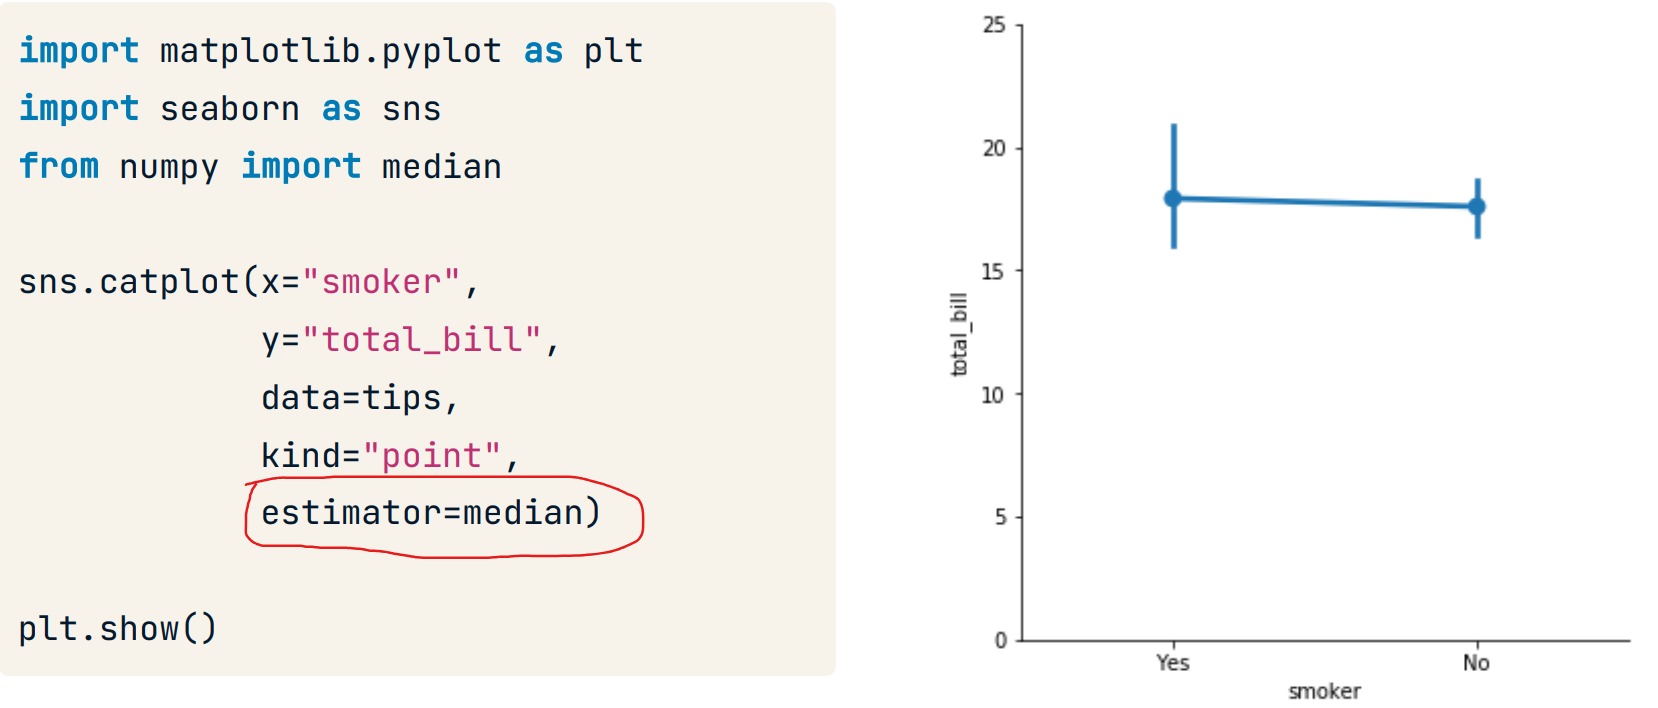 import matplotlib.pyplot as plt
import seaborn as sns
from numpy import median
sns.catplot(x="smoker",
y="total_bill",
data=tips,
kind="point",
estimator=median)
plt.show()
25
20
15
10
5
0
total_bill
Yes No
smoker